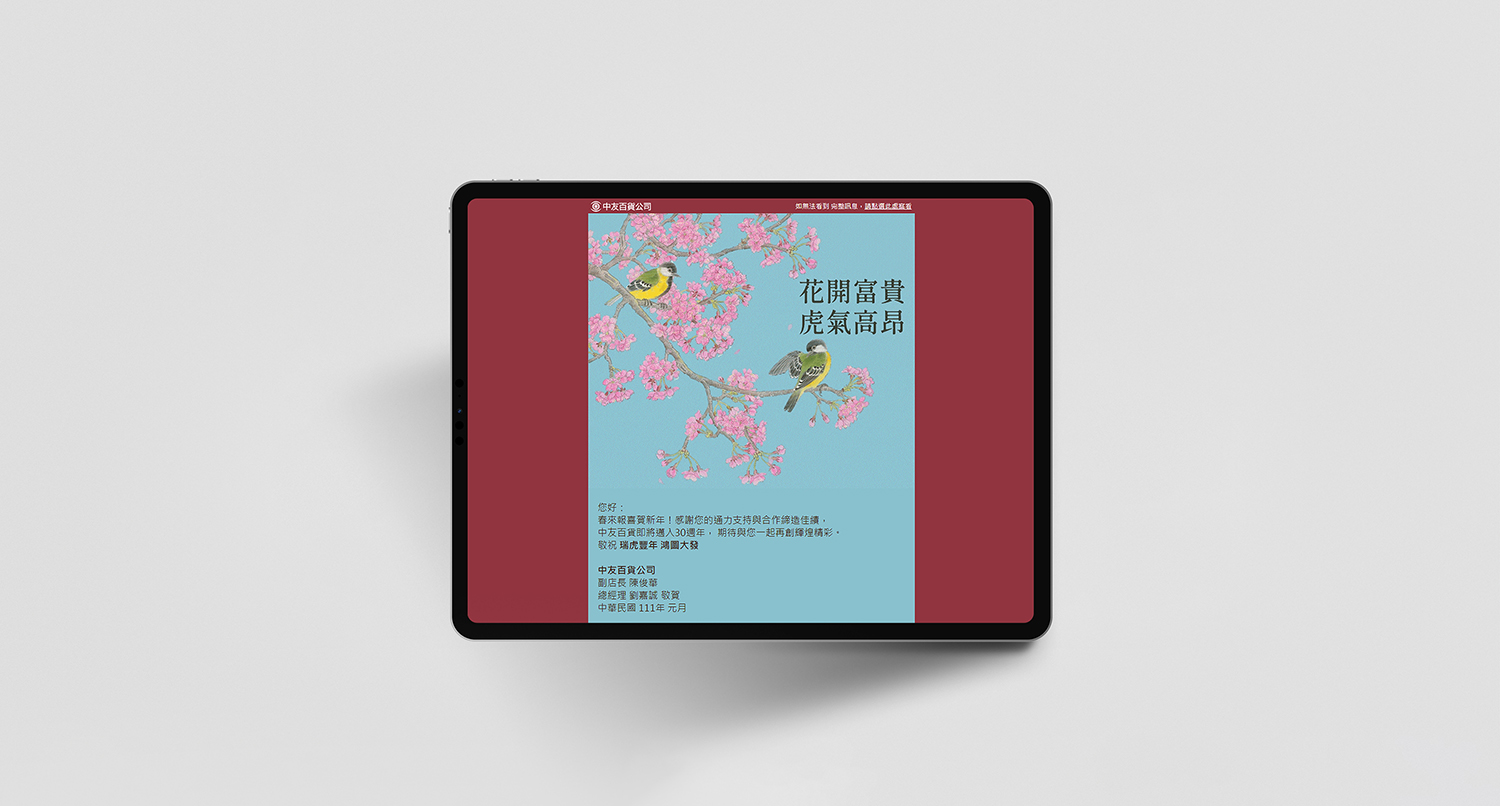 中友百貨公司
如無法看到 完整訊息，請點選此處觀看
花開富貴
虎氣高昂
您好：
春來報喜賀新年！感謝您的通力支持與合作締造佳績，
中友百貨即將邁入30週年， 期待與您一起再創輝煌精彩。
敬祝 瑞虎豐年 鴻圖大發
中友百貨公司
副店長 陳俊華
總經理 劉嘉誠 敬賀
中華民國 111年 元月